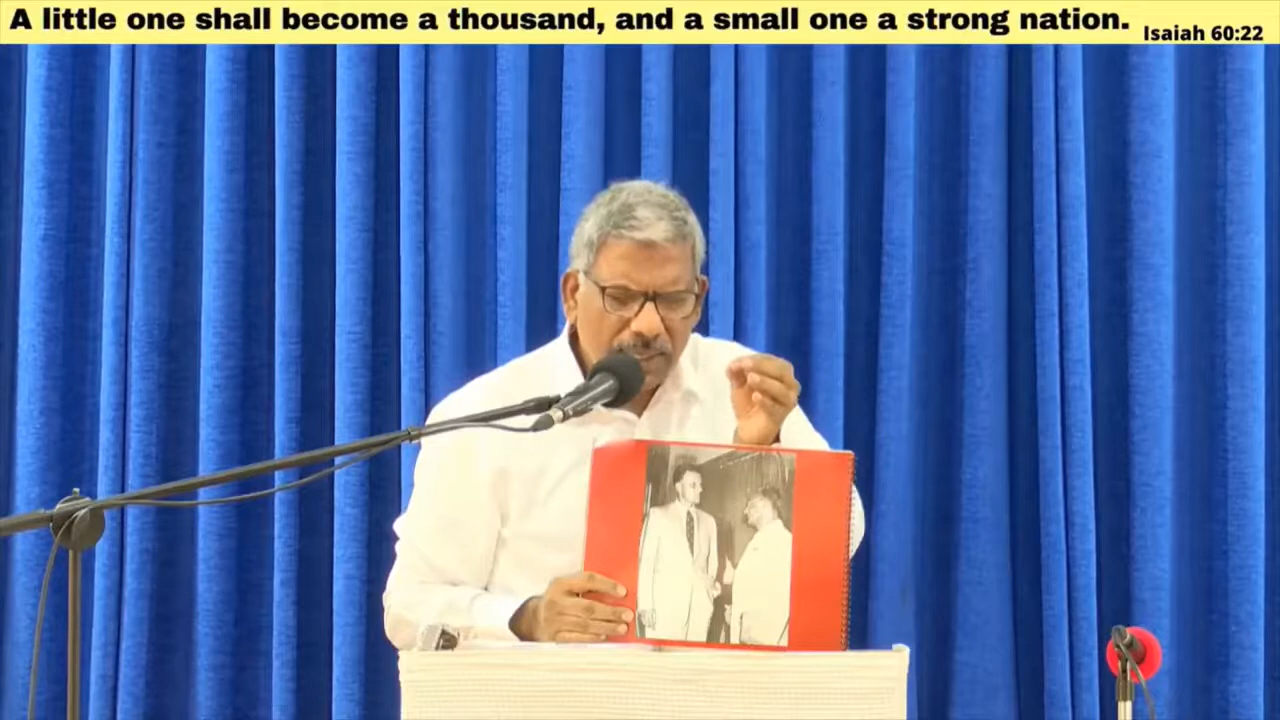 A little one shall become a thousand, and a small one a strong nation. Isaiah 60:22